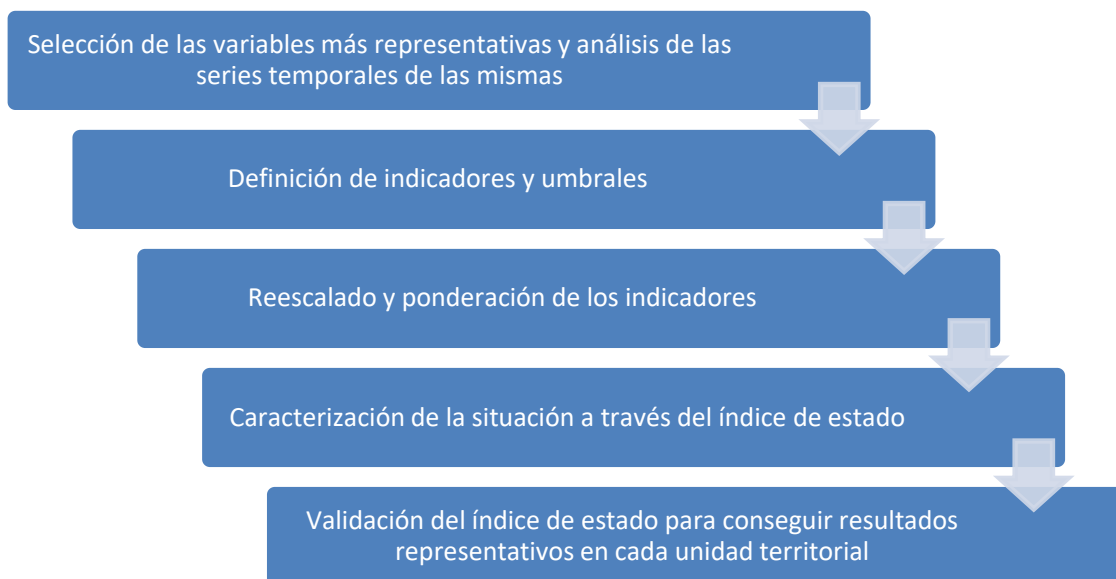 Selección de las variables más representativas y análisis de las
series temporales de las mismas
Definición de indicadores y umbrales
Reescalado y ponderación de los indicadores
Caracterización de la situación a través del índice de estado
Validación del índice de estado para conseguir resultados
representativos en cada unidad territorial